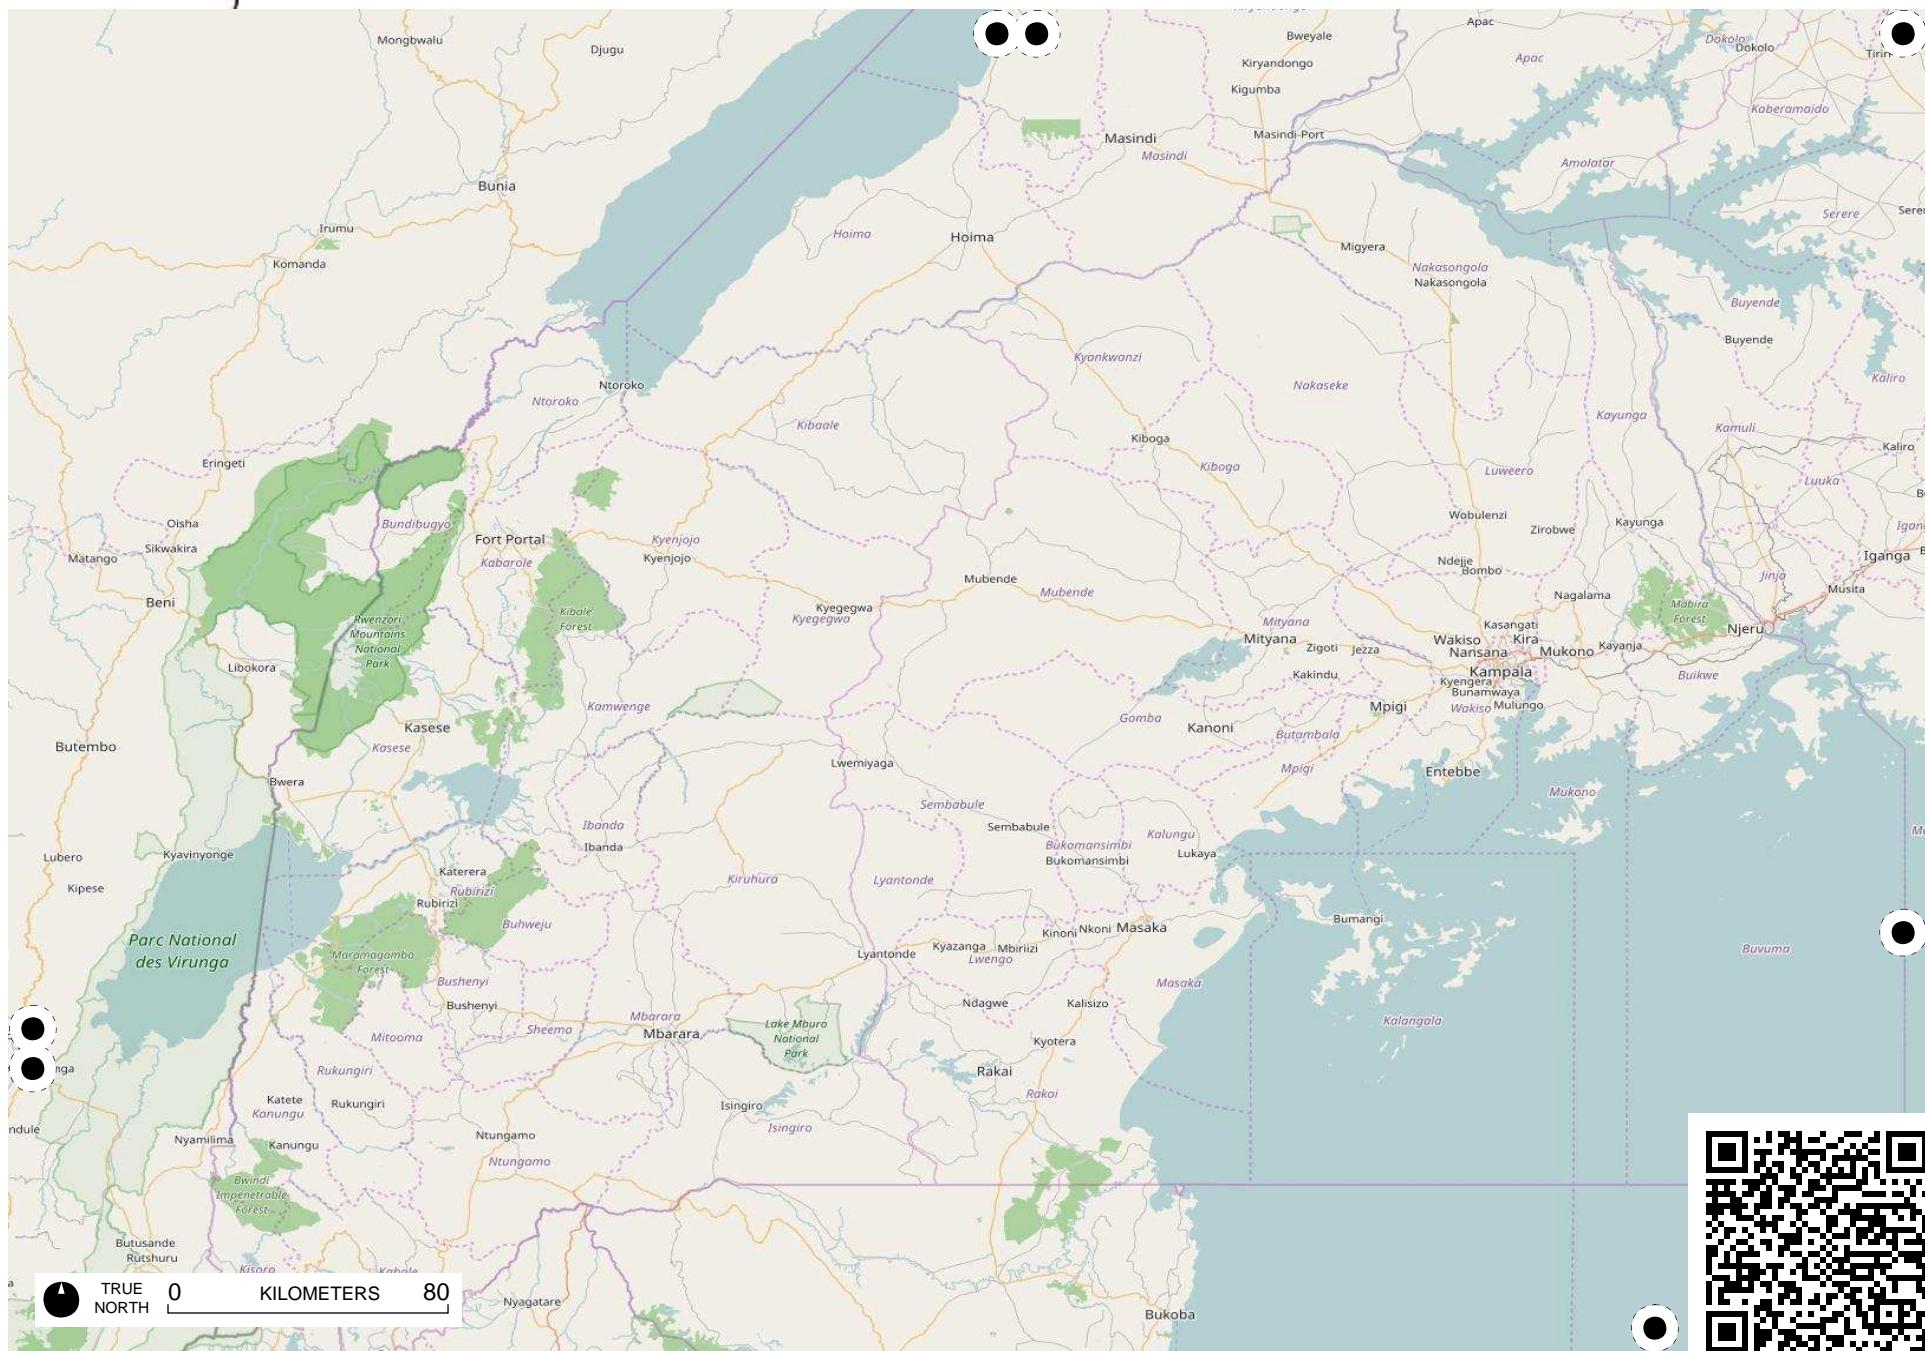 Mongbwalu
Djugu
Apac
Bweyale
Dokolo
Dokolo
Kiryandongo
Apac
Kigumba
Kaberamaido
Masindi
Masindi-Port
Masindi
Amolatar
Bunia
Serere
Irumu
Hoima
Hoima
Migyera
Komanda
Nakasongola
Nakasongola
Buyende
Buyende
Kyankwanzi
Ntoroko
Nakaseke
Kaliro
Ntoroko
Kayunga
Kibaale
Kamuli
Kiboga
Kaliro
Eringeti
Kiboga
Luweero
Luuka
Wobulenzi
Oisha
Bundibugyo
Zirobwe
Kayunga
Fort Portal
Kyenjojo
Sikwakira
Matango
Kabarole
Kyenjojo
Ndejje
Bombo
Iganga
Mubende
Mubende
Jinja
Musita
Beni
Kyegegwa
Kyegegwa
Nagalama
Kibale
Forest
Mabira
Forest
Rwenzori
Mountains
National
Park
Mityana
Mityana
Kasangati
Wakiso
Kira
Njeru
Zigoti
Jezza
Nansana
Mukono
Kayanja
Libokora
Kakindu
Kampala
Buikwe
Kyengera
Bunamwaya
Kamwenge
Mpigi
Wakiso
Mulungo
Gomba
Kasese
Kanoni
Butambala
Butembo
Kasese
Lwemiyaga
Mpigi
Entebbe
Bwera
Mukono
Sembabule
Ibanda
Sembabule
Kalungu
Ibanda
Bukomansimbi
Bukomansimbi
Lukaya
Lubero
Kyavinyonge
Katerera
Kiruhura
Lyantonde
Kipese
Rubirizi
Rubirizi
Buhweju
Bumangi
Masaka
Kinoni
Nkoni
Parc National
des Virunga
Kyazanga
Mbiriizi
Buvuma
Maramagambo
Forest
Lyantonde
Lwengo
Bushenyi
Masaka
Bushenyi
Ndagwe
Kalisizo
Mbarara
Kalangala
Sheema
Mbarara
Lake Mburo
National
Park
Mitooma
Kyotera
Rukungiri
Rakai
Katete
Rukungiri
Rakai
Kanungu
Isingiro
Isingiro
Nyamilima
Kanungu
Ntungamo
Ntungamo
Bwindi
Impenetrable
Forest
Butusande
Rutshuru
Kisoro
Kabale
TRUE
NORTH
0 KILOMETERS 80
Nyagatare
Bukoba